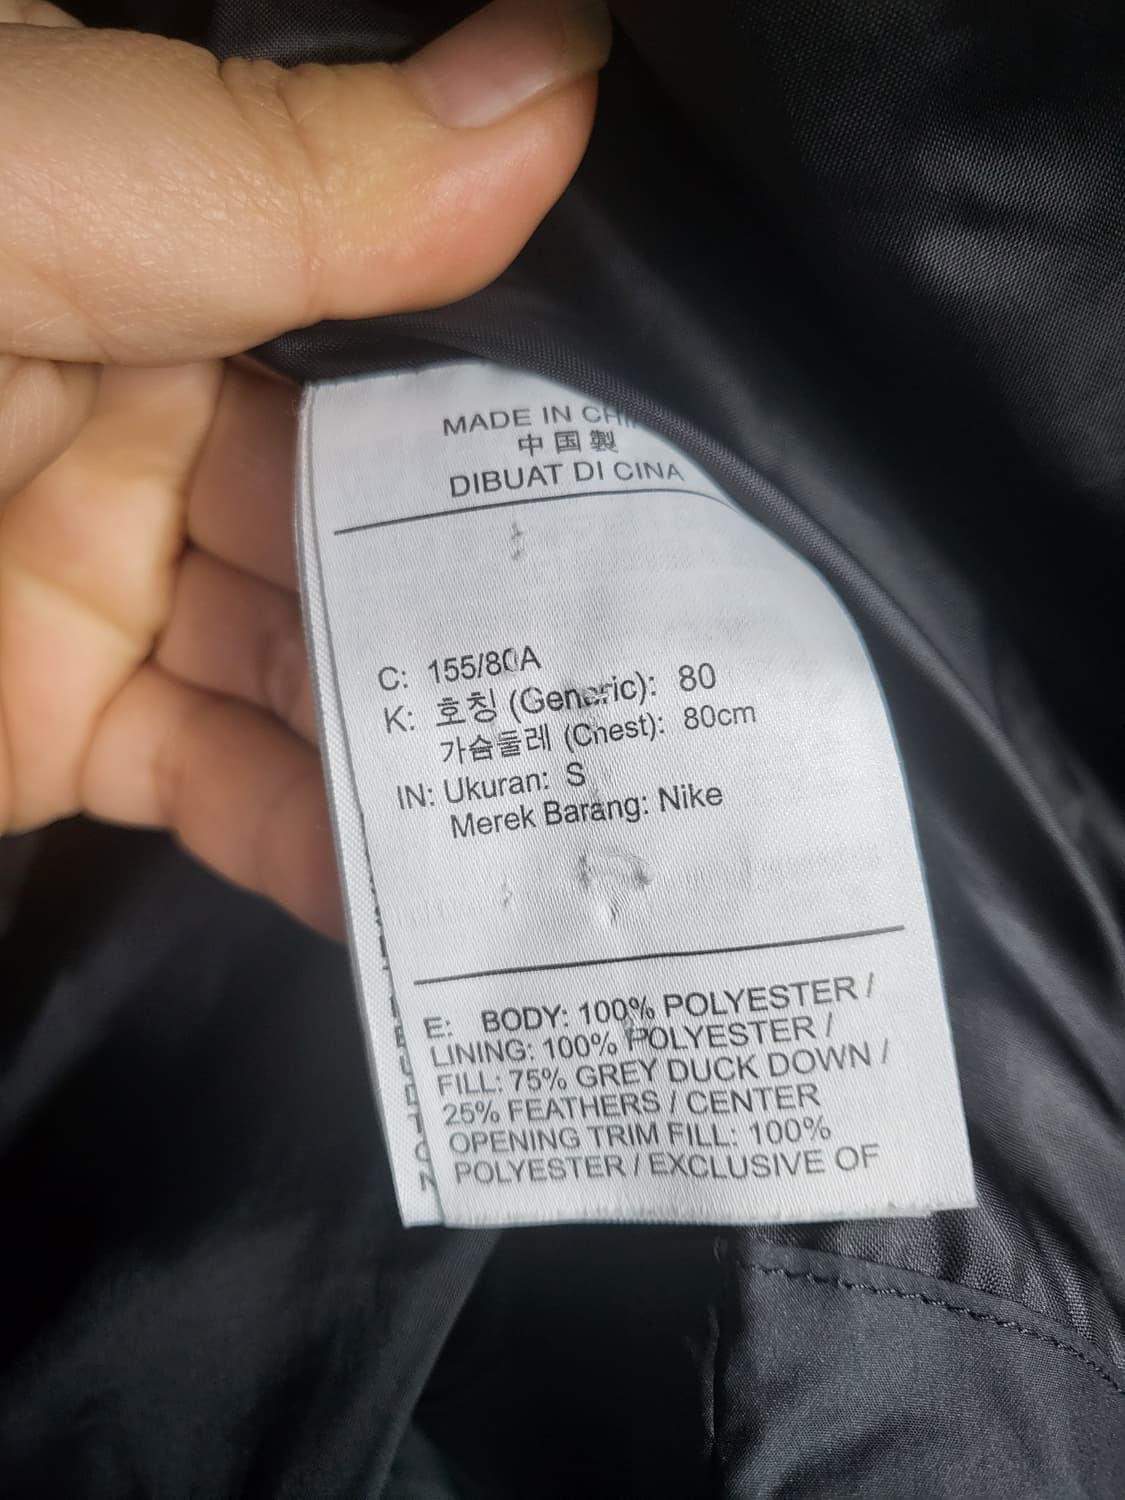 MADE IN
中国製
DIBUAT DI CINA
C: 155/80A
K: 호칭 (Generic): 80
가슴둘레 (Chest): 80cm
IN: Ukuran: S
Merek Barang: Nike
E: BODY: 100% POLYESTER /
LINING: 100% POLYESTER /
FILL: 75% GREY DUCK DOWN /
25% FEATHERS / CENTER
OPENING TRIM FILL: 100%
POLYESTER / EXCLUSIVE OF